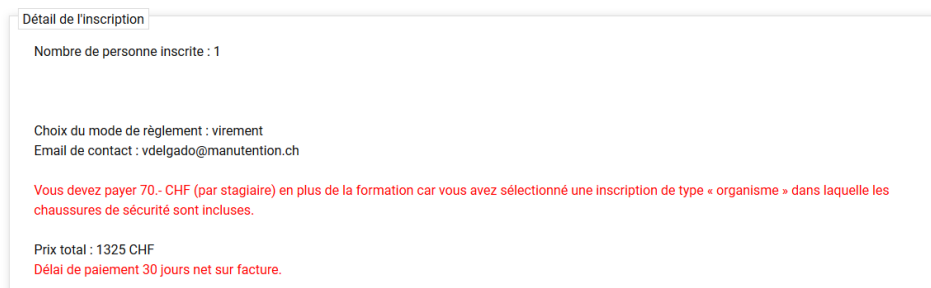 Détail de l'inscription
Nombre de personne inscrite : 1
Choix du mode de règlement : virement
Email de contact : vdelgado@manutention.ch
Vous devez payer 70.- CHF (par stagiaire) en plus de la formation car vous avez sélectionné une inscription de type « organisme » dans laquelle les
chaussures de sécurité sont incluses.
Prix total : 1325 CHF
Délai de paiement 30 jours net sur facture.